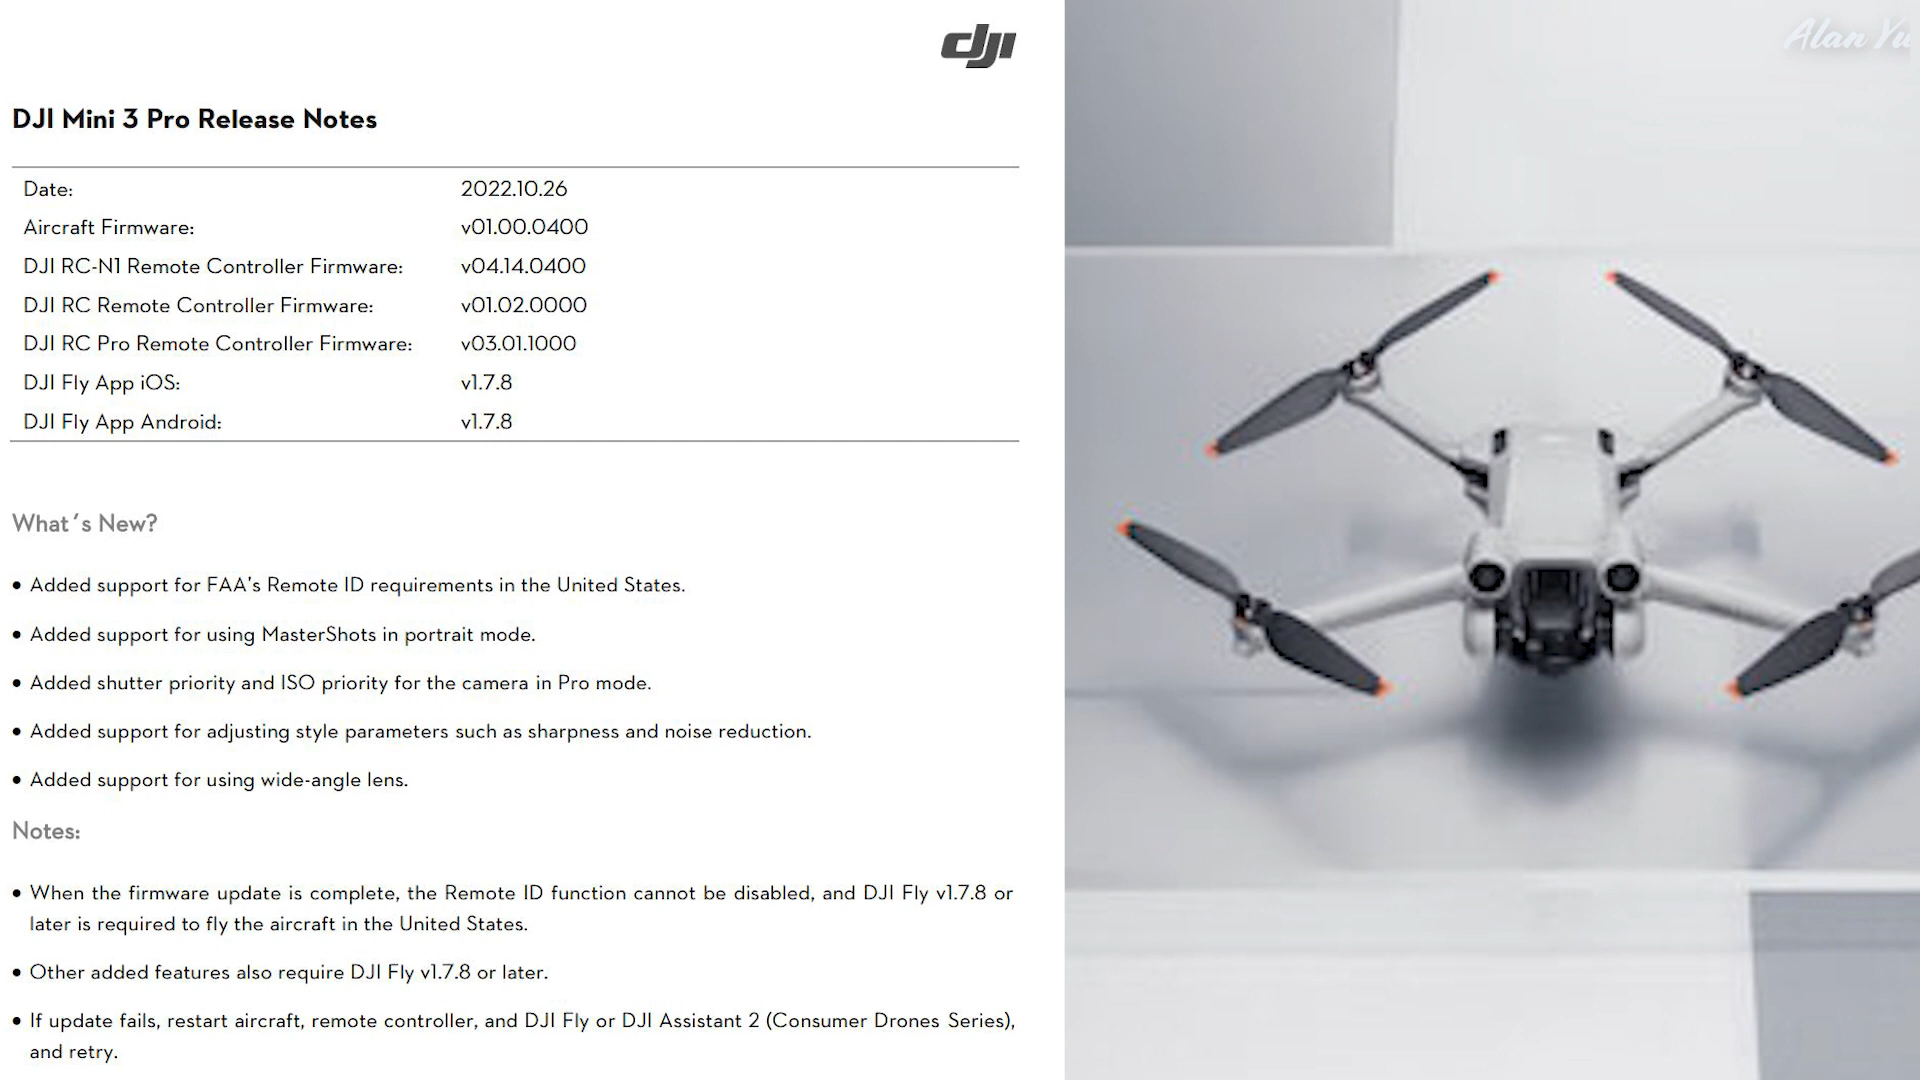 dji
Alan Yu
DJI Mini 3 Pro Release Notes
Date: 2022.10.26
Aircraft Firmware: v01.00.0400
DJI RC-N1 Remote Controller Firmware: v04.14.0400
DJI RC Remote Controller Firmware: v01.02.0000
DJI RC Pro Remote Controller Firmware: v03.01.1000
DJI Fly App iOS: v1.7.8
DJI Fly App Android: v1.7.8
What's New?
• Added support for FAA's Remote ID requirements in the United States.
• Added support for using MasterShots in portrait mode.
• Added shutter priority and ISO priority for the camera in Pro mode.
• Added support for adjusting style parameters such as sharpness and noise reduction.
• Added support for using wide-angle lens.
Notes:
• When the firmware update is complete, the Remote ID function cannot be disabled, and DJI Fly v1.7.8 or
later is required to fly the aircraft in the United States.
• Other added features also require DJI Fly v1.7.8 or later.
• If update fails, restart aircraft, remote controller, and DJI Fly or DJI Assistant 2 (Consumer Drones Series),
and retry.